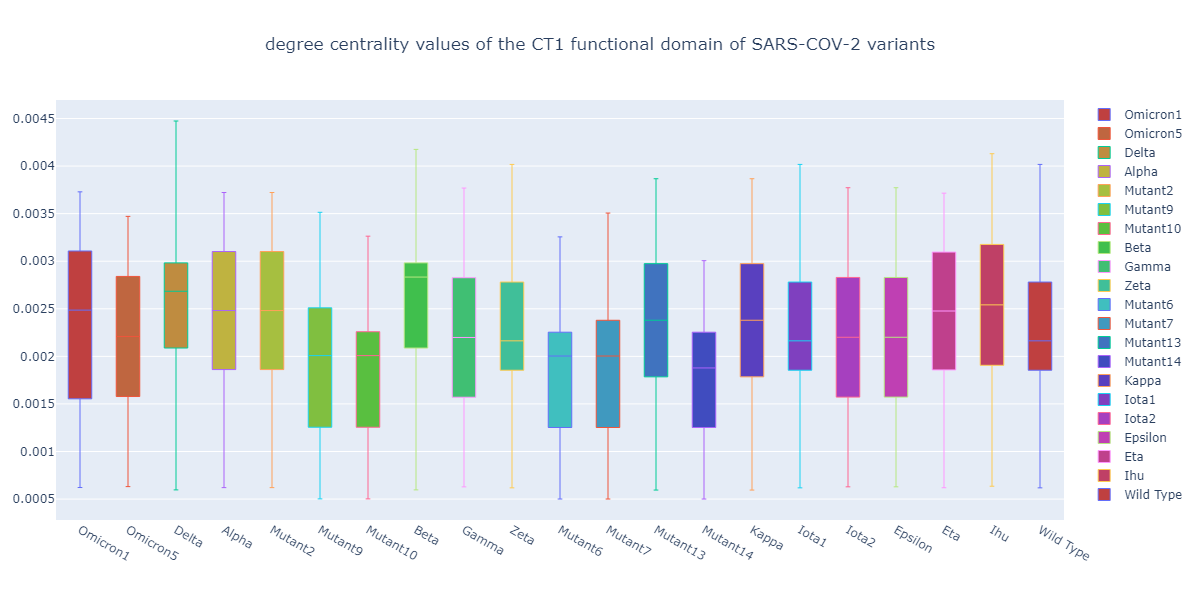 degree centrality values of the CT1 functional domain of SARS-COV-2 variants
0.0045
0.004
0.0035
0.003
0.0025
0.002
0.0015
0.001
0.0005
Omicron1
Omicron5
Delta
Alpha
Mutant2
Mutant9
Mutant10
Beta
Gamma
Zeta
Mutant6
Mutant7
Mutant13
Mutant14
Kappa
Iota1
Iota2
Epsilon
Eta
Ihu
Wild Type
Omicron1
Omicron5
Delta
Alpha
Mutant2
Mutant9
Mutant10
Beta
Gamma
Zeta
Mutant6
Mutant7
Mutant13
Mutant14
Kappa
Iota1
Iota2
Epsilon
Eta
Ihu
Wild Type